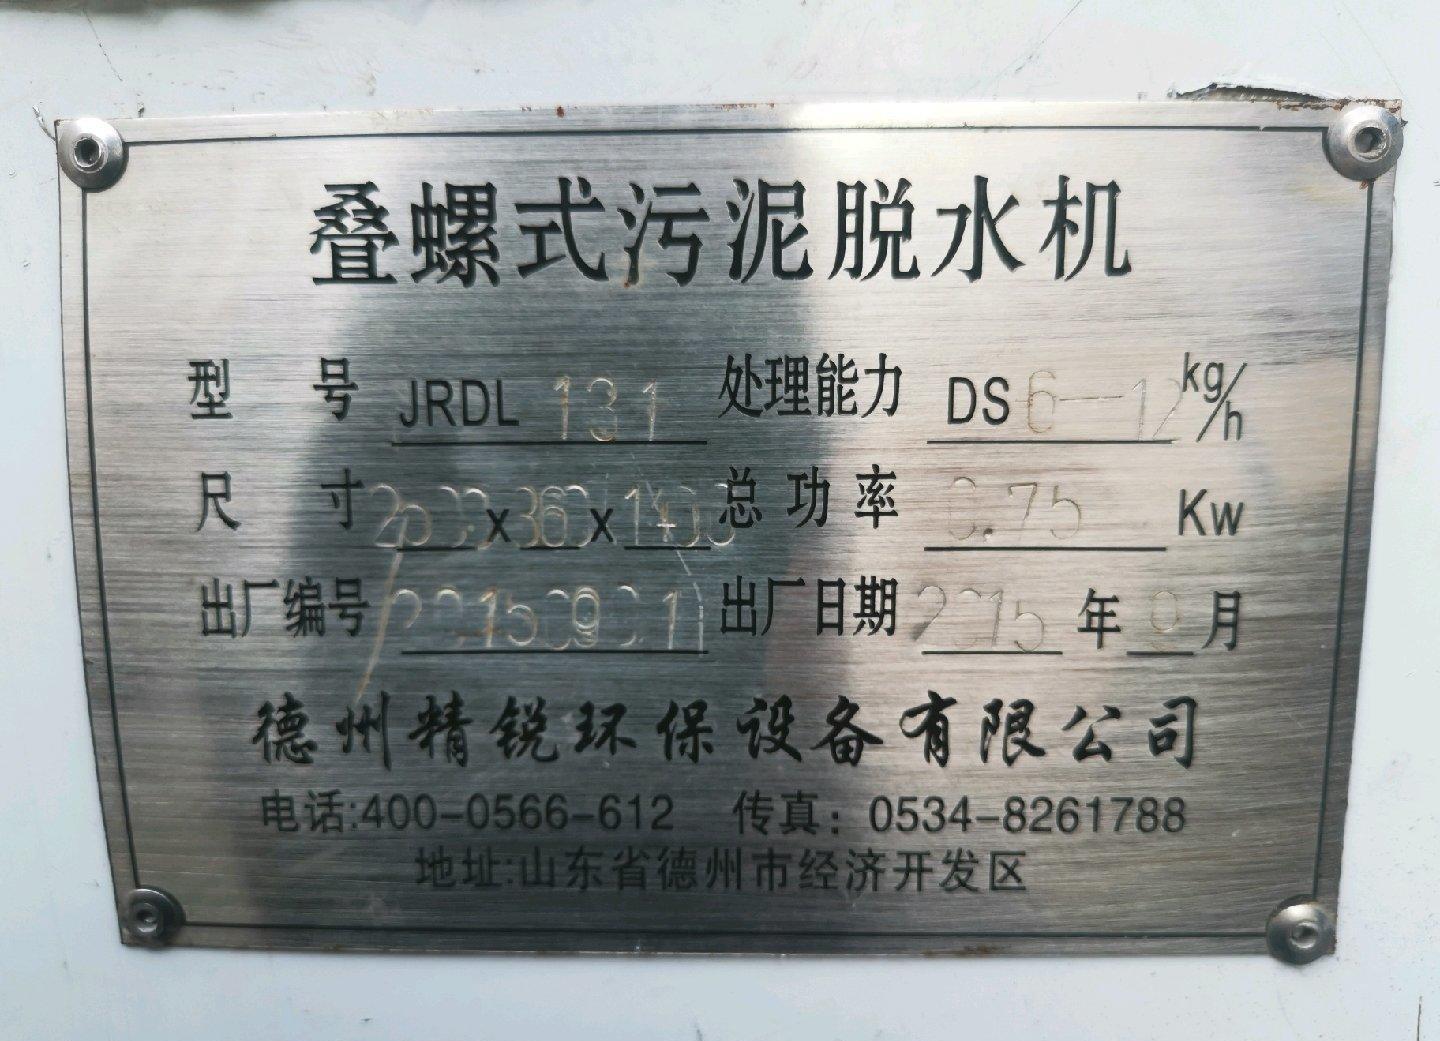 叠螺式污泥脱水机
型号 JRDL 131 处理能力 DS 6—12 kg/h
尺寸 2500x360x1400 总功率 0.75 Kw
出厂编号 出厂日期 2015 年 9 月
德州精锐环保设备有限公司
电话:400-0566-612 传真：0534-8261788
地址:山东省德州市经济开发区